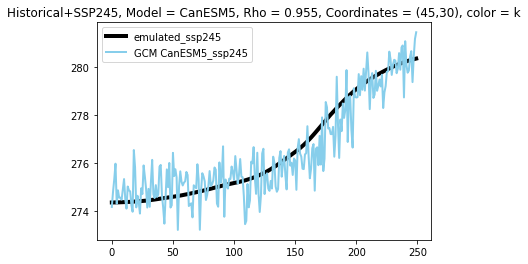 Historical+SSP245, Model = CanESM5, Rho = 0.955, Coordinates = (45,30), color = k
emulated_ssp245
GCM CanESM5_ssp245
280
278
276
274
0 50 100 150 200 250